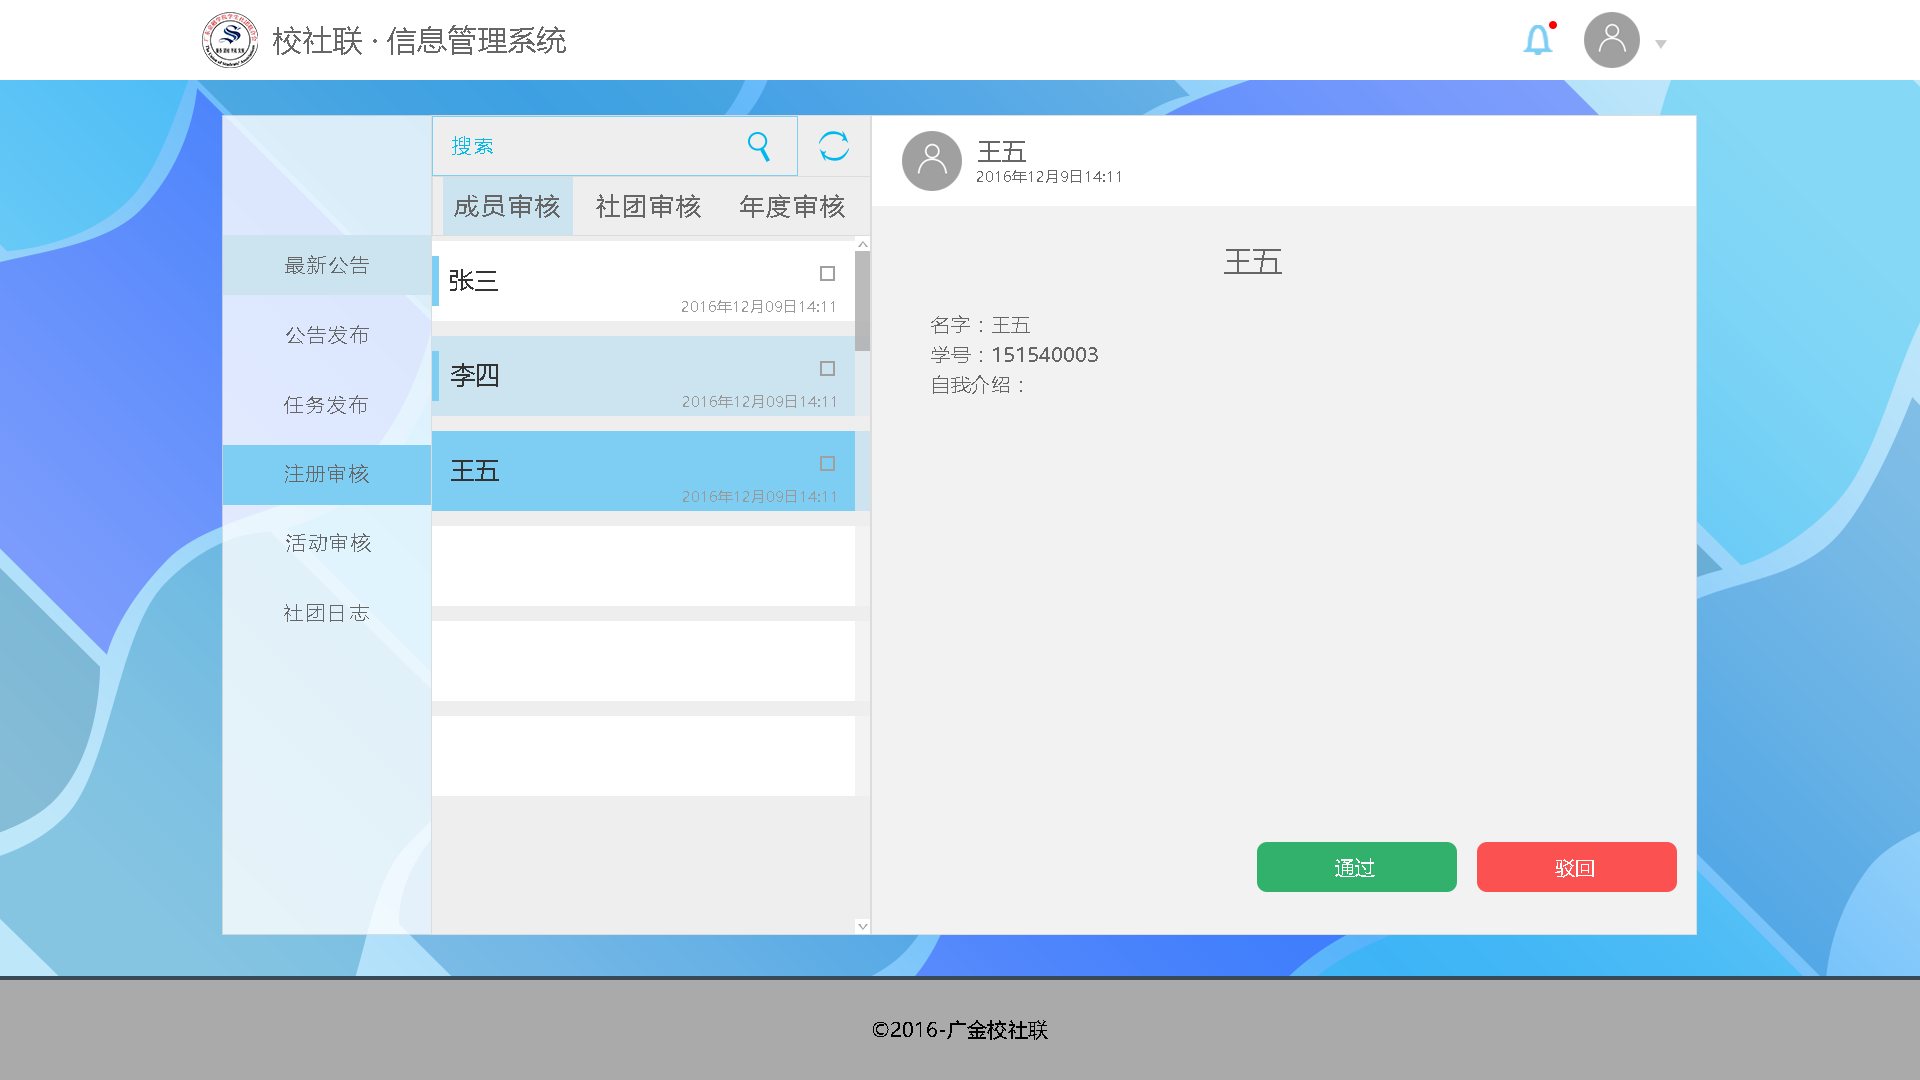 校社联 · 信息管理系统
搜索
成员审核
社团审核
年度审核
最新公告
公告发布
任务发布
注册审核
活动审核
社团日志
张三
2016年12月09日14:11
李四
2016年12月09日14:11
王五
2016年12月09日14:11
王五
2016年12月9日14:11
王五
名字：王五
学号：151540003
自我介绍：
通过
驳回
©2016-广金校社联